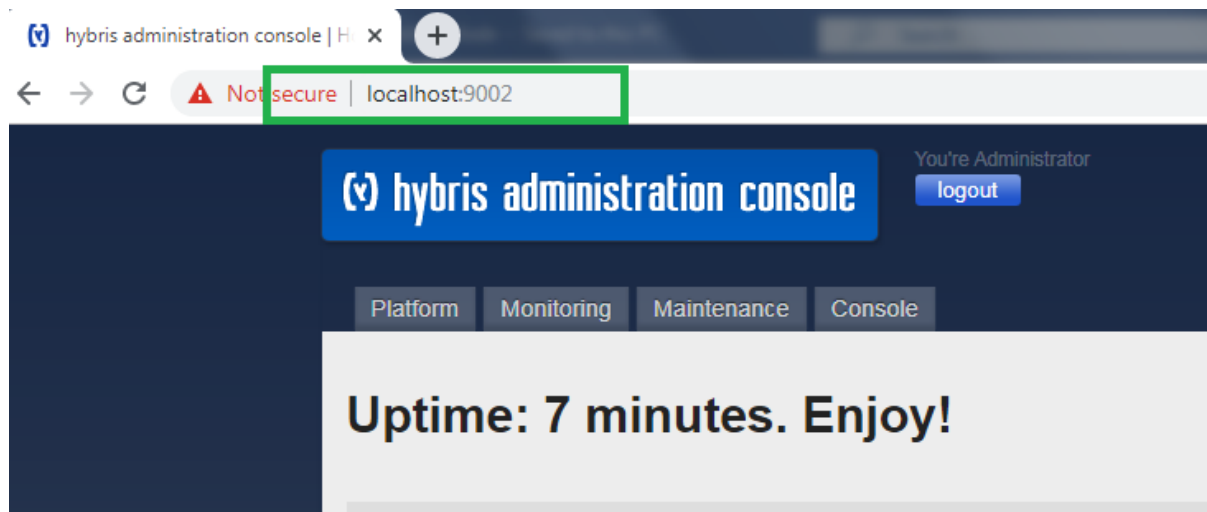 hybris administration console | H
Not secure | localhost:9002
(y) hybris administration console
You're Administrator
logout
Platform Monitoring Maintenance Console
Uptime: 7 minutes. Enjoy!